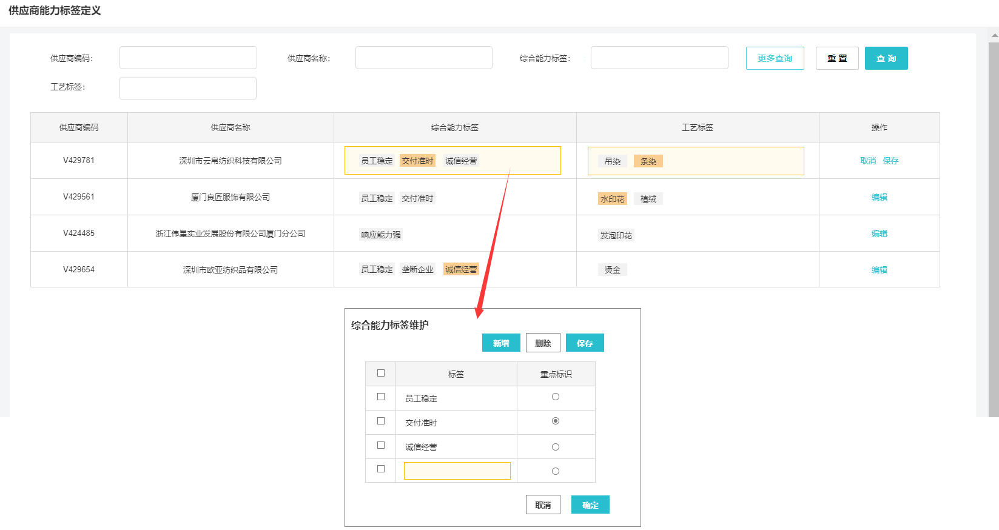 供应商能力标签定义
供应商编码： 供应商名称： 综合能力标签： 更多查询 重 置 查 询
工艺标签：
供应商编码 供应商名称 综合能力标签 工艺标签 操作
V429781 深圳市云帛纺织科技有限公司 员工稳定 交付准时 诚信经营 吊染 条染 取消 保存
V429561 厦门良匠服饰有限公司 员工稳定 交付准时 水印花 植绒 编辑
V424485 浙江伟星实业发展股份有限公司厦门分公司 响应能力强 发泡印花 编辑
V429654 深圳市欧亚纺织品有限公司 员工稳定 垄断企业 诚信经营 烫金 编辑
综合能力标签维护
新增 删除 保存
标签 重点标识
员工稳定
交付准时
诚信经营
取消 确定